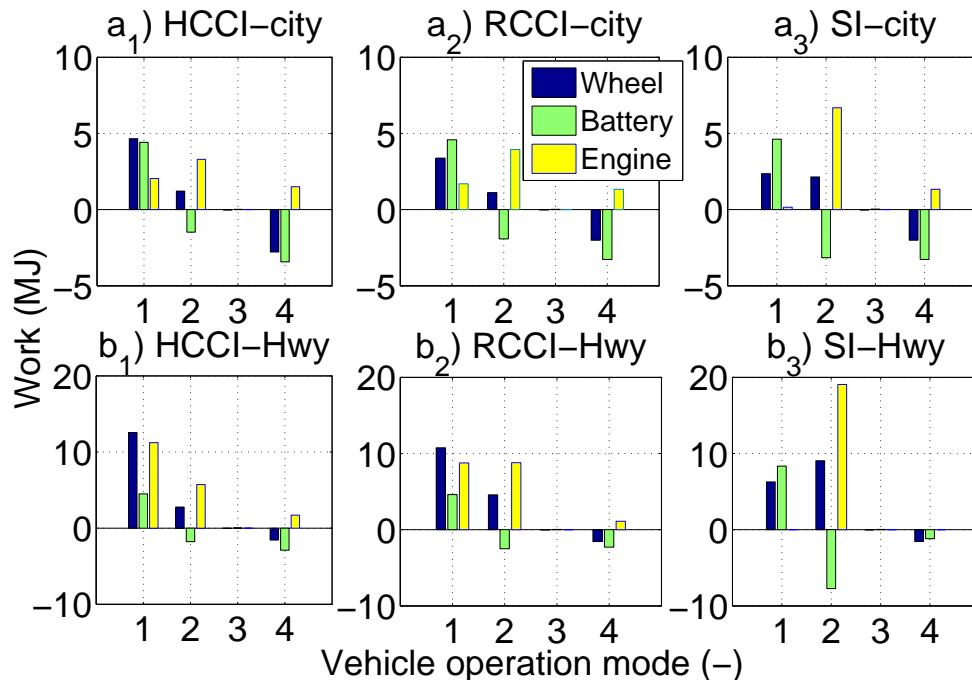 a1) HCCI−city
a2) RCCI−city
a3) SI−city
10
5
0
−5
1 2 3 4
10
5
0
−5
1 2 3 4
Wheel
Battery
Engine
10
5
0
−5
1 2 3 4
Work (MJ)
b1) HCCI−Hwy
b2) RCCI−Hwy
b3) SI−Hwy
20
10
0
−10
1 2 3 4
20
10
0
−10
1 2 3 4
20
10
0
−10
1 2 3 4
Vehicle operation mode (−)